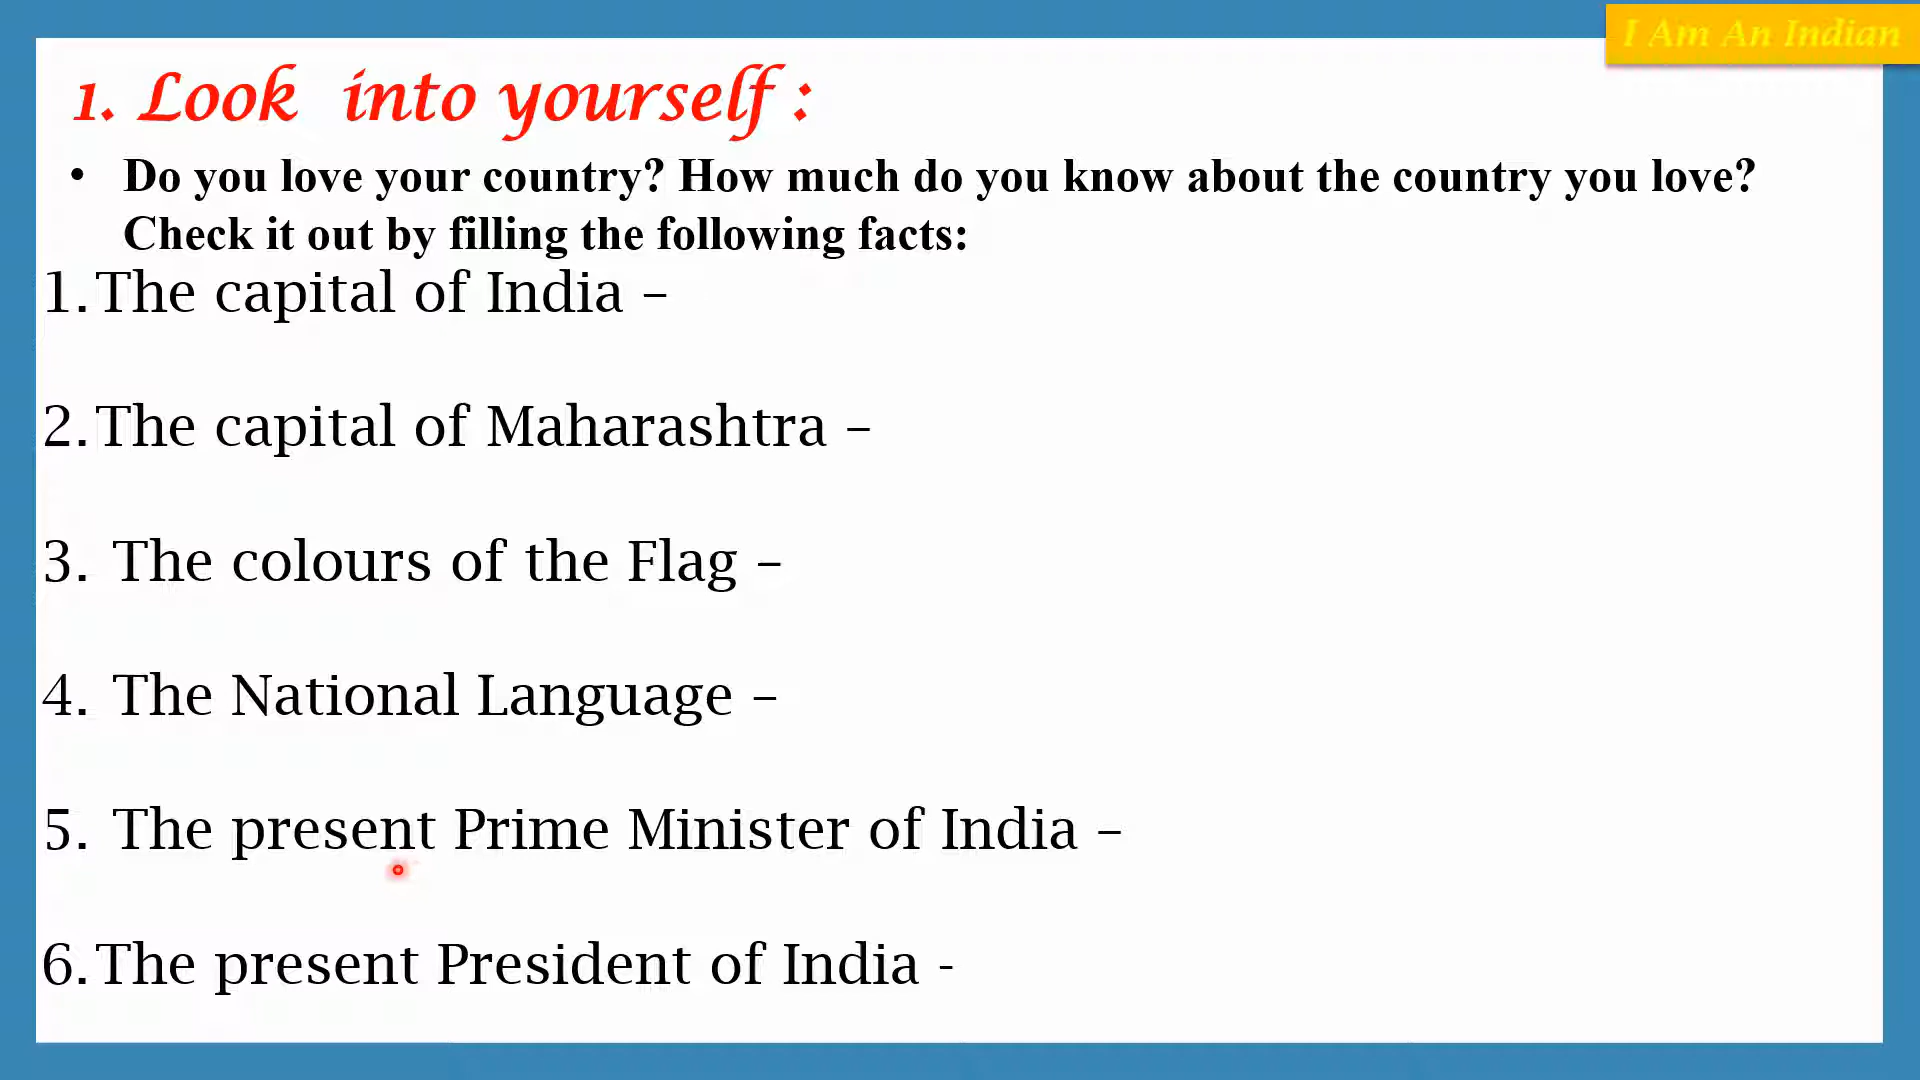 I Am An Indian
1. Look into yourself :
• Do you love your country? How much do you know about the country you love?
Check it out by filling the following facts:
1. The capital of India –
2. The capital of Maharashtra –
3. The colours of the Flag –
4. The National Language –
5. The present Prime Minister of India –
6. The present President of India -